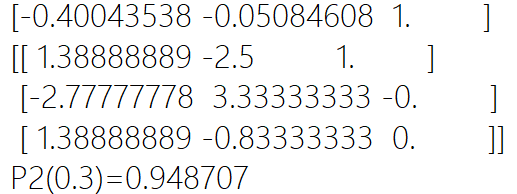 [-0.40043538 -0.05084608 1. ]
[[ 1.38888889 -2.5 1. ]
[-2.77777778 3.33333333 -0. ]
[ 1.38888889 -0.83333333 0. ]]
P2(0.3)=0.948707